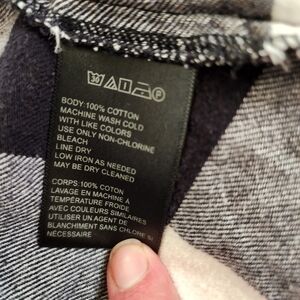 30 P
BODY:100% COTTON
MACHINE WASH COLD
WITH LIKE COLORS
USE ONLY NON-CHLORINE
BLEACH
LINE DRY
LOW IRON AS NEEDED
MAY BE DRY CLEANED
CORPS:100% COTON
LAVAGE EN MACHINE A
TEMPÉRATURE FROIDE
AVEC COULEURS SIMILAIRES
UTILISER UN AGENT DE
BLANCHIMENT SANS CHLORE SI
NÉCESSAIRE